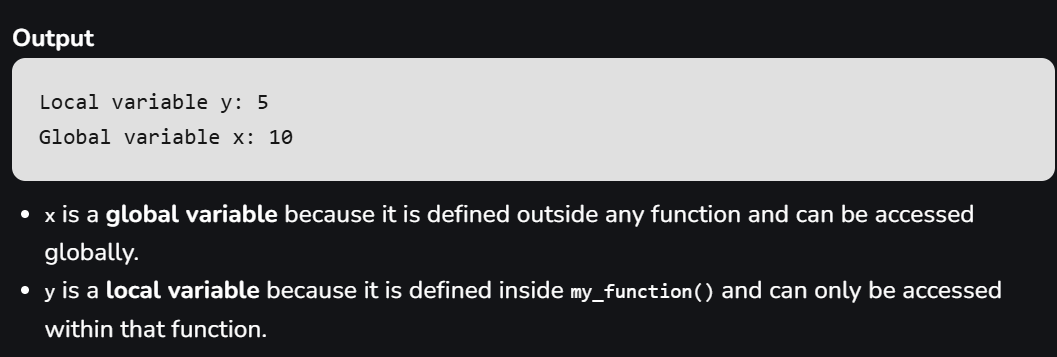 Output
Local variable y: 5
Global variable x: 10
• x is a global variable because it is defined outside any function and can be accessed
globally.
• y is a local variable because it is defined inside my_function() and can only be accessed
within that function.